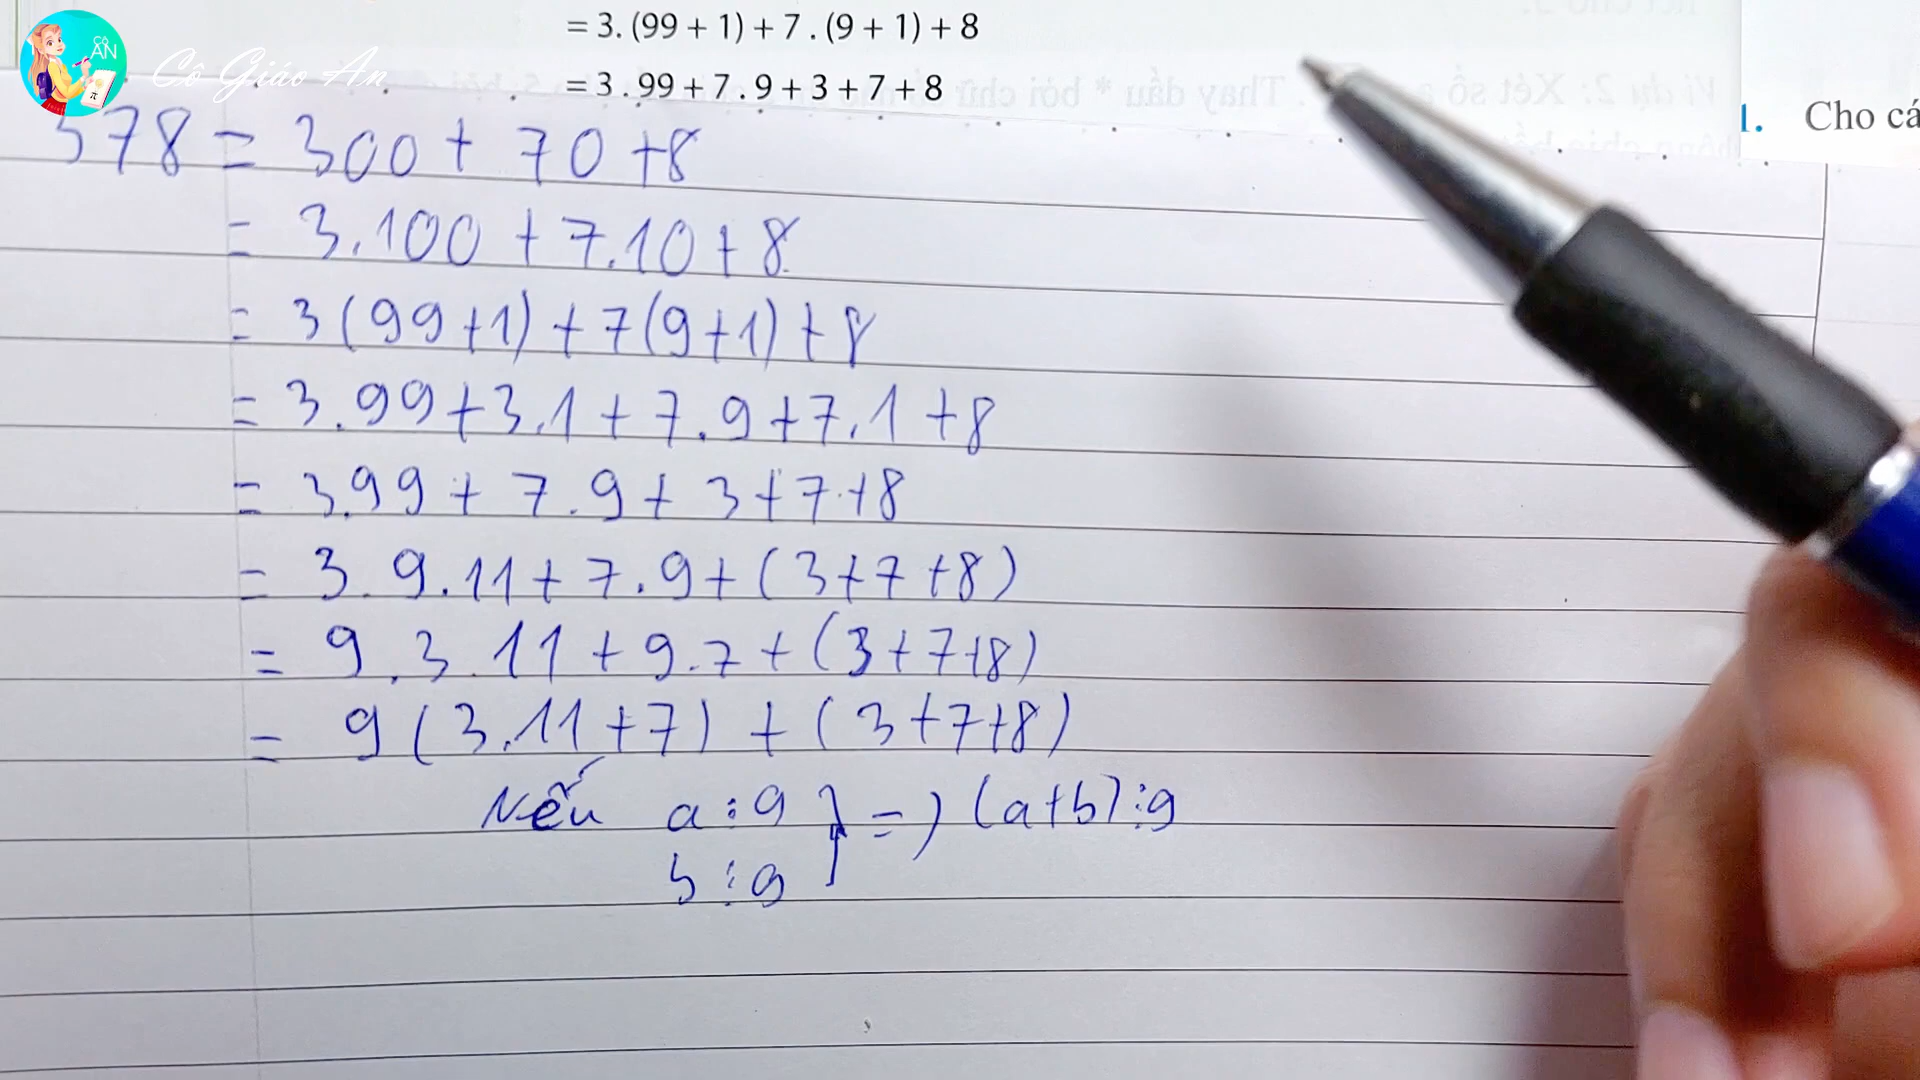 = 3. (99 + 1) + 7 . (9 + 1) + 8
= 3 . 99 + 7 . 9 + 3 + 7 + 8
CÔ AN
Cô Giáo An
1. Cho cá
378 = 300 + 70 + 8
= 3.100 + 7.10 + 8
= 3(99+1) + 7(9+1) + 8
= 3.99 + 3.1 + 7.9 + 7.1 + 8
= 3.99 + 7.9 + 3 + 7 + 8
= 3.9.11 + 7.9 + (3+7+8)
= 9.3.11 + 9.7 + (3+7+8)
= 9(3.11+7) + (3+7+8)
Nếu a ⋮ 9 } => (a+b) ⋮ 9
b ⋮ 9